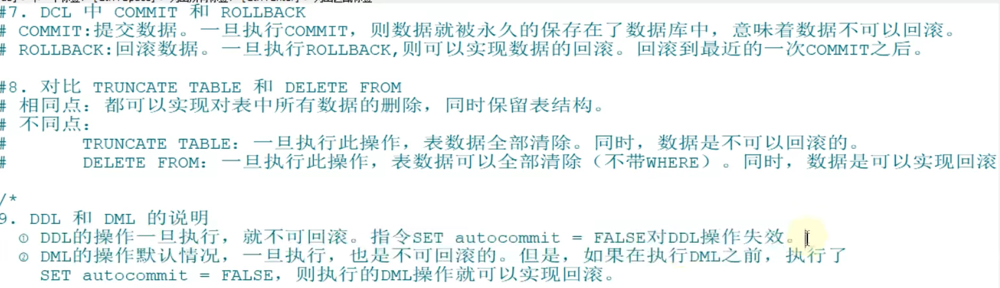 #7. DCL 中 COMMIT 和 ROLLBACK
# COMMIT:提交数据。一旦执行COMMIT，则数据就被永久的保存在了数据库中，意味着数据不可以回滚。
# ROLLBACK:回滚数据。一旦执行ROLLBACK,则可以实现数据的回滚。回滚到最近的一次COMMIT之后。
#8. 对比 TRUNCATE TABLE 和 DELETE FROM
# 相同点：都可以实现对表中所有数据的删除，同时保留表结构。
# 不同点：
# TRUNCATE TABLE：一旦执行此操作，表数据全部清除。同时，数据是不可以回滚的。
# DELETE FROM：一旦执行此操作，表数据可以全部清除（不带WHERE）。同时，数据是可以实现回滚
/*
9. DDL 和 DML 的说明
① DDL的操作一旦执行，就不可回滚。指令SET autocommit = FALSE对DDL操作失效。
② DML的操作默认情况，一旦执行，也是不可回滚的。但是，如果在执行DML之前，执行了
SET autocommit = FALSE，则执行的DML操作就可以实现回滚。